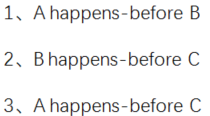 1、A happens-before B
2、B happens-before C
3、A happens-before C